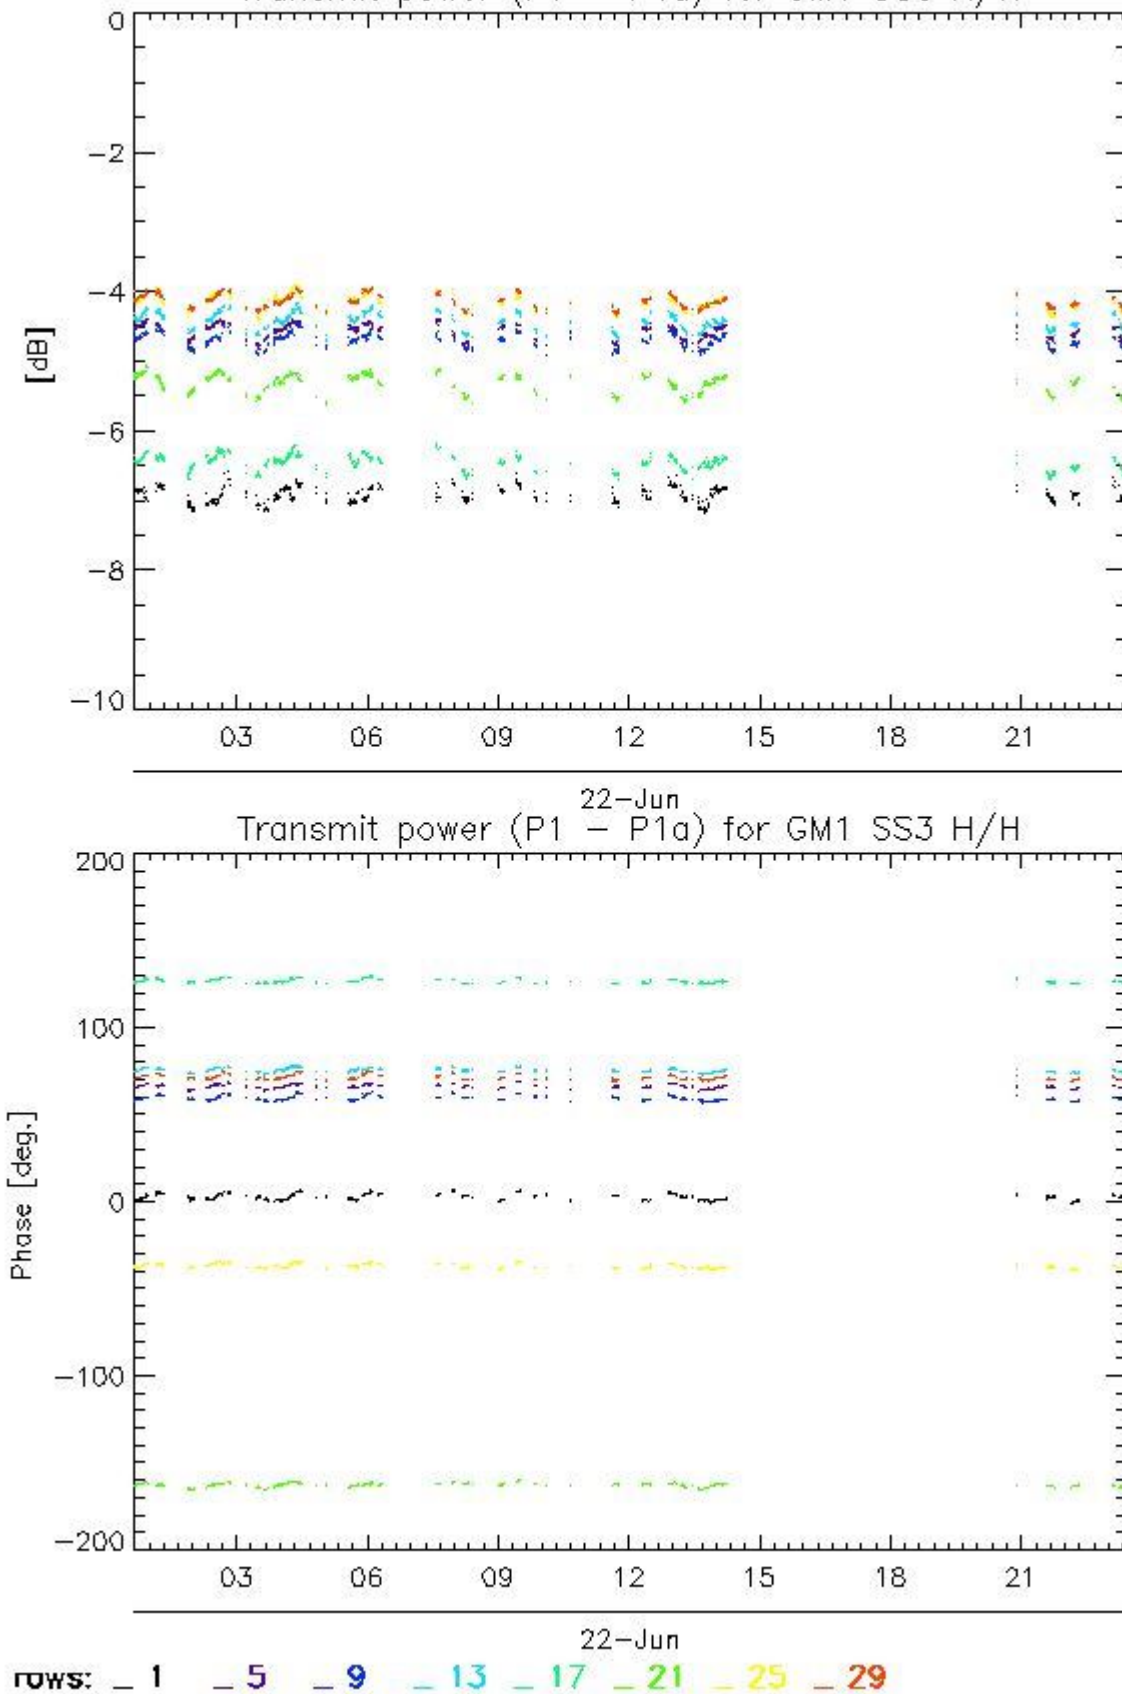 0
-2
-4
[dB]
-6
-8
-10
03 06 09 12 15 18 21
22-Jun
Transmit power (P1 - P1a) for GM1 SS3 H/H
200
100
0
Phase [deg.]
-100
-200
03 06 09 12 15 18 21
22-Jun
rows: _ 1 _ 5 _ 9 _ 13 _ 17 _ 21 _ 25 _ 29